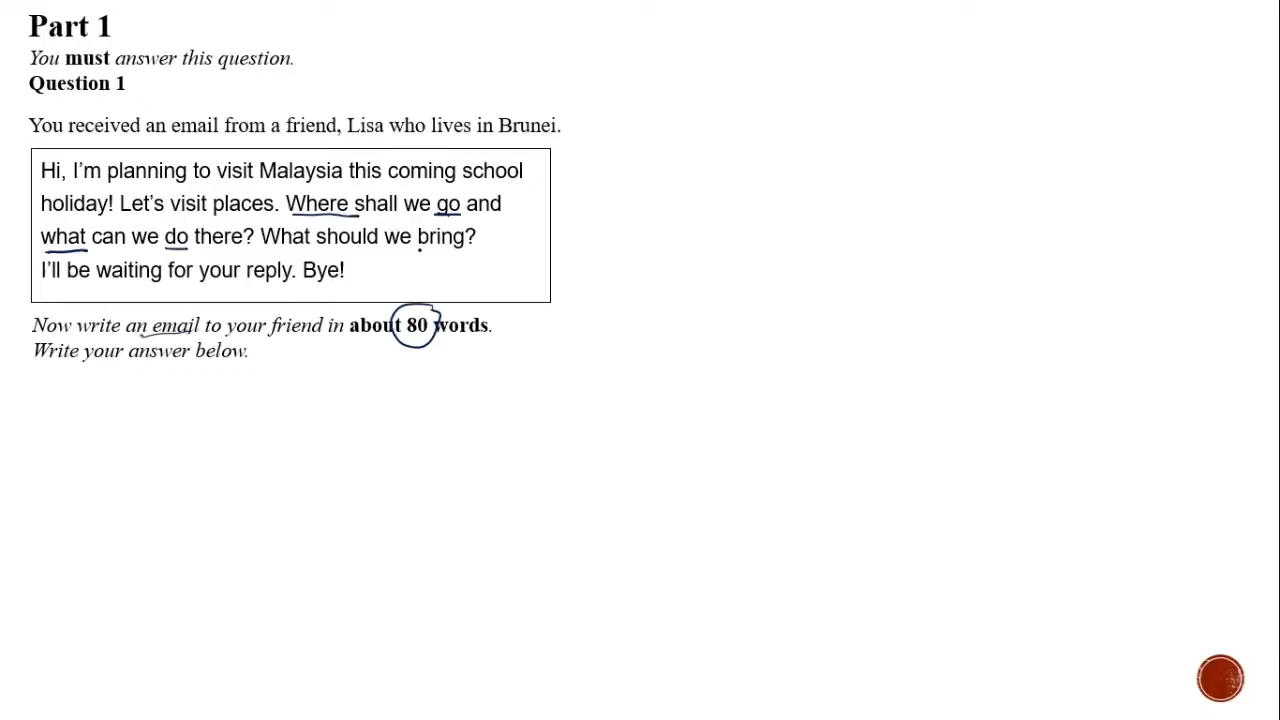 Part 1
You must answer this question.
Question 1
You received an email from a friend, Lisa who lives in Brunei.
Hi, I'm planning to visit Malaysia this coming school
holiday! Let's visit places. Where shall we go and
what can we do there? What should we bring?
I'll be waiting for your reply. Bye!
Now write an email to your friend in about 80 words.
Write your answer below.